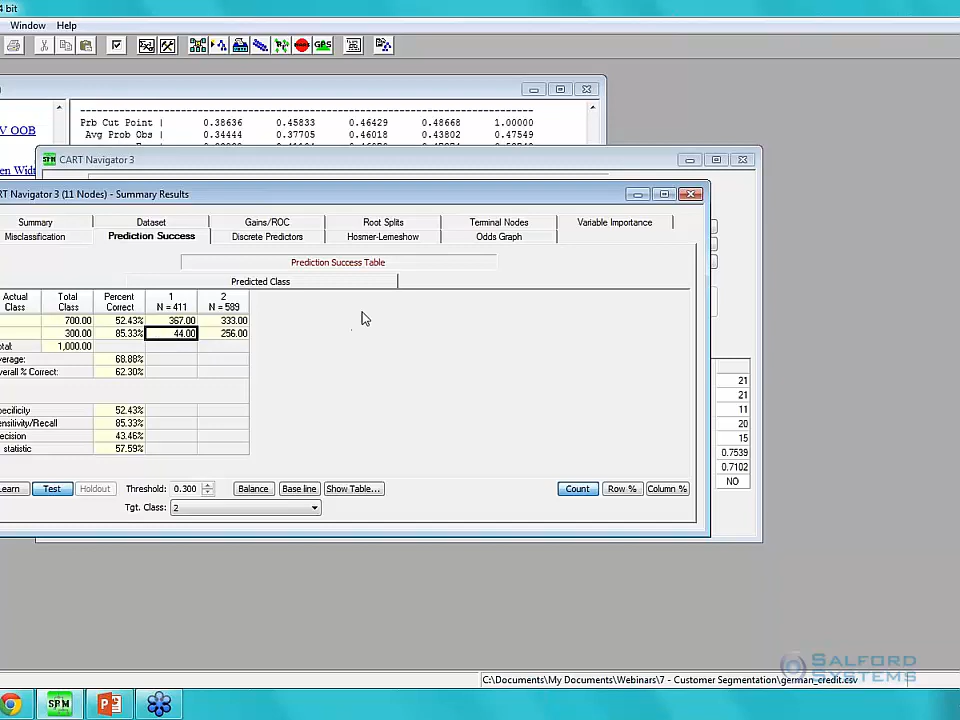 4 bit
Window Help
V OOB
en Wid
Prb Cut Point | 0.38636 0.45833 0.46429 0.48668 1.00000
Avg Prob Obs | 0.34444 0.37705 0.46018 0.43802 0.47549
CART Navigator 3
RT Navigator 3 (11 Nodes) - Summary Results
Summary Dataset Gains/ROC Root Splits Terminal Nodes Variable Importance
Misclassification Prediction Success Discrete Predictors Hosmer-Lemeshow Odds Graph
Prediction Success Table
Predicted Class
Actual Total Percent 1 2
Class Class Correct N = 411 N = 589
700.00 52.43% 367.00 333.00
300.00 85.33% 44.00 256.00
otal: 1,000.00
verage: 68.88%
verall % Correct: 62.30%
pecificity 52.43%
ensitivity/Recall 85.33%
ecision 43.46%
statistic 57.59%
21
21
11
20
15
0.7539
0.7102
NO
earn Test Holdout Threshold: 0.300 Balance Base line Show Table... Count Row % Column %
Tgt. Class: 2
SALFORD SYSTEMS
C:\Documents\My Documents\Webinars\7 - Customer Segmentation\german_credit.csv
SPM